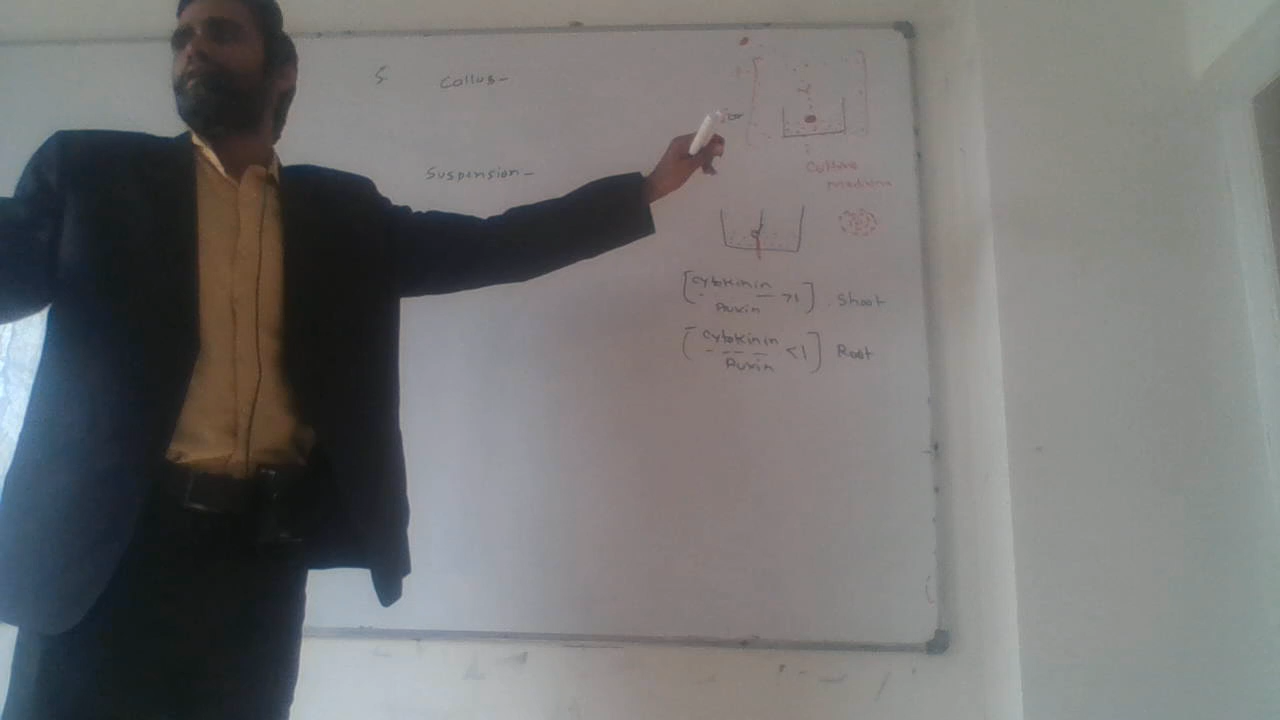 Callus-
Suspension-
Culture
medium
[Cytokinin
Auxin >1] Shoot
[Cytokinin
Auxin <1] Root